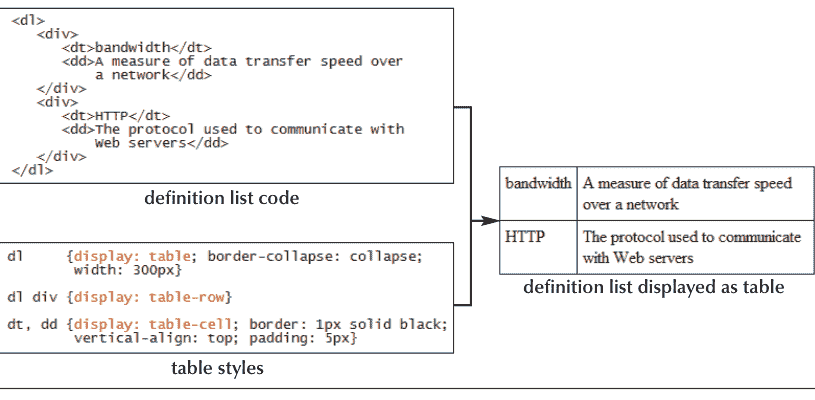 <dl>
<div>
<dt>bandwidth</dt>
<dd>A measure of data transfer speed over
a network</dd>
</div>
<div>
<dt>HTTP</dt>
<dd>The protocol used to communicate with
Web servers</dd>
</div>
</dl>
definition list code
dl {display: table; border-collapse: collapse;
width: 300px}
dl div {display: table-row}
dt, dd {display: table-cell; border: 1px solid black;
vertical-align: top; padding: 5px}
table styles
bandwidth A measure of data transfer speed
over a network
HTTP The protocol used to communicate
with Web servers
definition list displayed as table